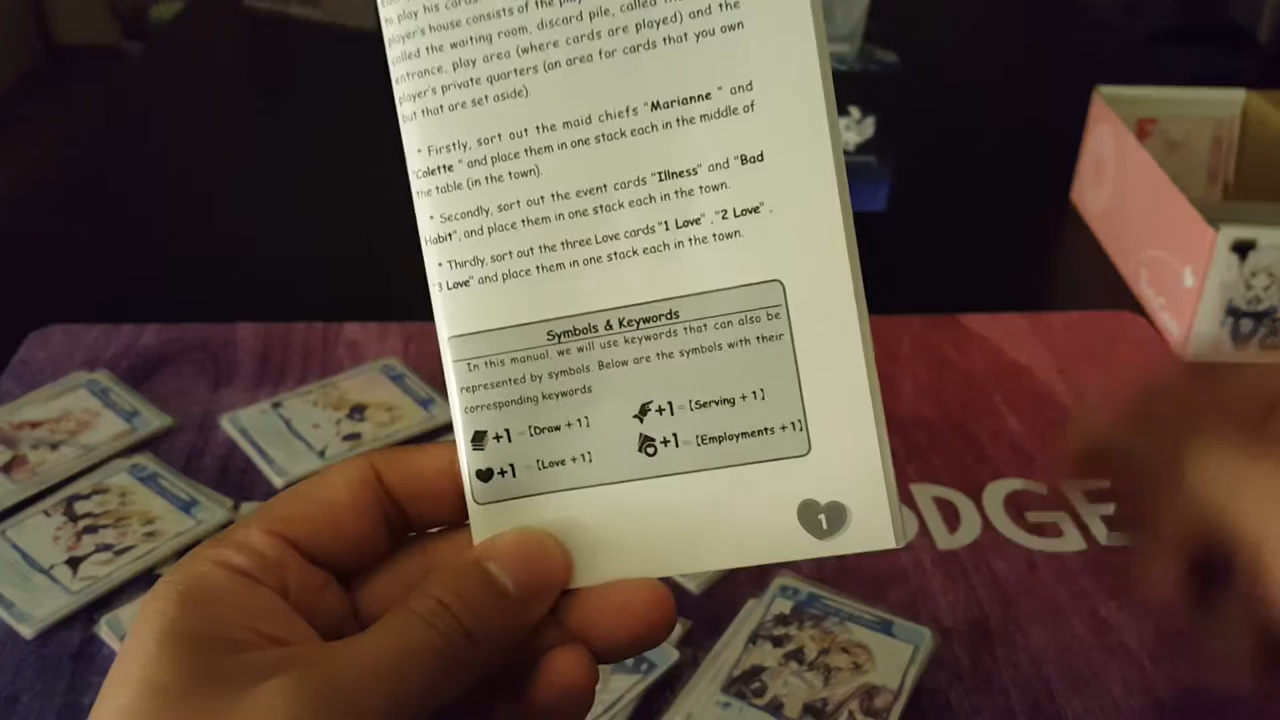 to play his cards.
player's house consists of the
called the waiting room, discard pile, called
entrance, play area (where cards are played) and the
player's private quarters (an area for cards that you own
but that are set aside).
* Firstly, sort out the maid chiefs "Marianne " and
"Colette " and place them in one stack each in the middle of
the table (in the town).
* Secondly, sort out the event cards "Illness" and "Bad
Habit", and place them in one stack each in the town.
* Thirdly, sort out the three Love cards "1 Love" , "2 Love" ,
"3 Love" and place them in one stack each in the town.
Symbols & Keywords
In this manual, we will use keywords that can also be
represented by symbols. Below are the symbols with their
corresponding keywords
+1 = [Draw + 1]
+1 = [Serving + 1]
+1 = [Love + 1]
+1 = [Employments + 1]
1
DGE